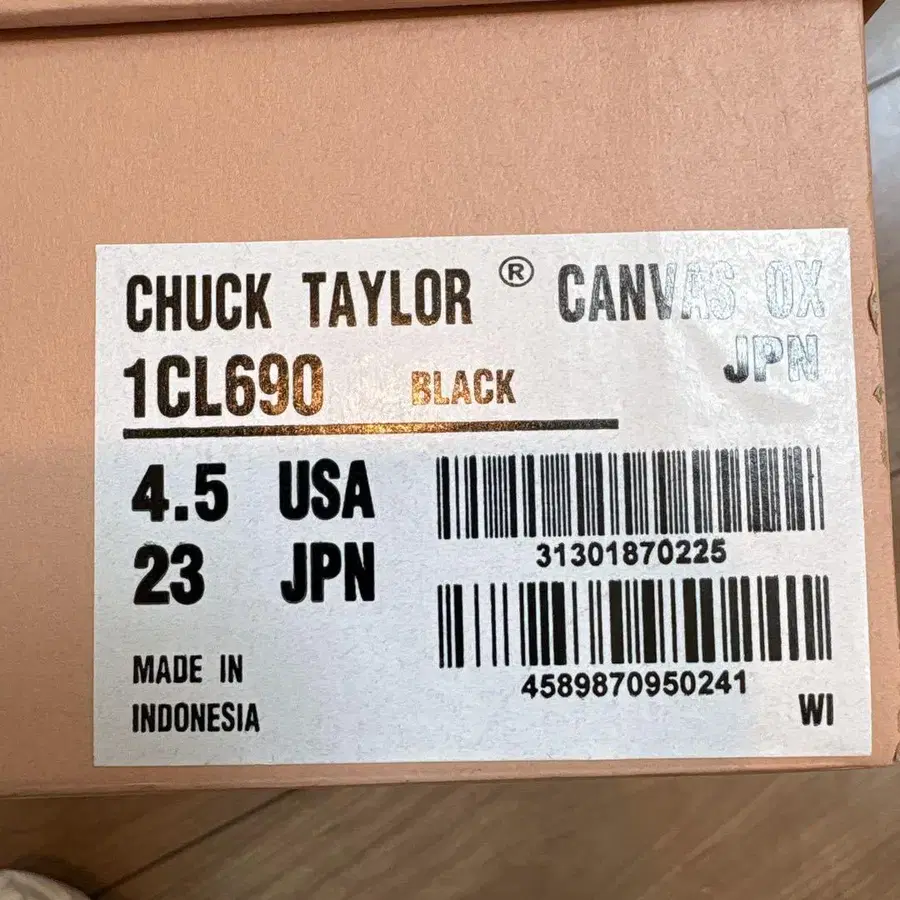 CHUCK TAYLOR ® CANVAS OX
JPN
1CL690 BLACK
4.5 USA
23 JPN
31301870225
4589870950241
MADE IN
INDONESIA
WI